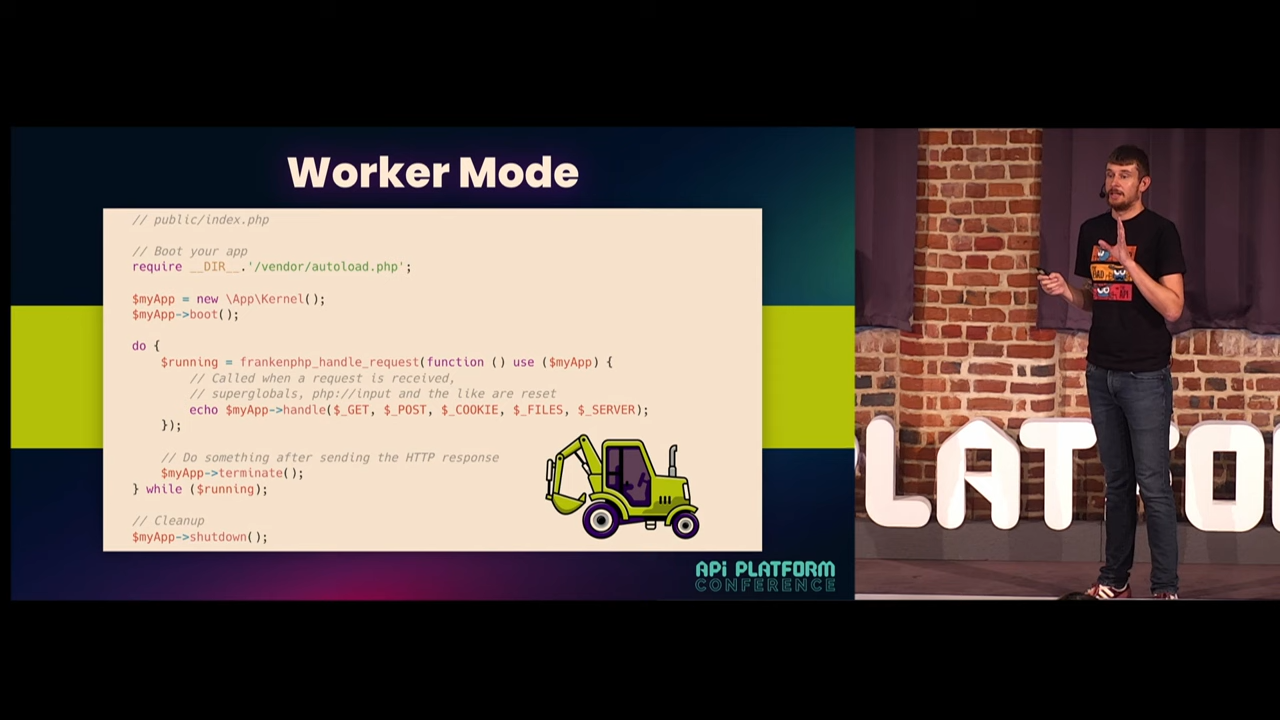 Worker Mode
// public/index.php
// Boot your app
require __DIR__.'/vendor/autoload.php';
$myApp = new \App\Kernel();
$myApp->boot();
do {
$running = frankenphp_handle_request(function () use ($myApp) {
// Called when a request is received,
// superglobals, php://input and the like are reset
echo $myApp->handle($_GET, $_POST, $_COOKIE, $_FILES, $_SERVER);
});
// Do something after sending the HTTP response
$myApp->terminate();
} while ($running);
// Cleanup
$myApp->shutdown();
API PLATFORM
CONFERENCE
PLATFO